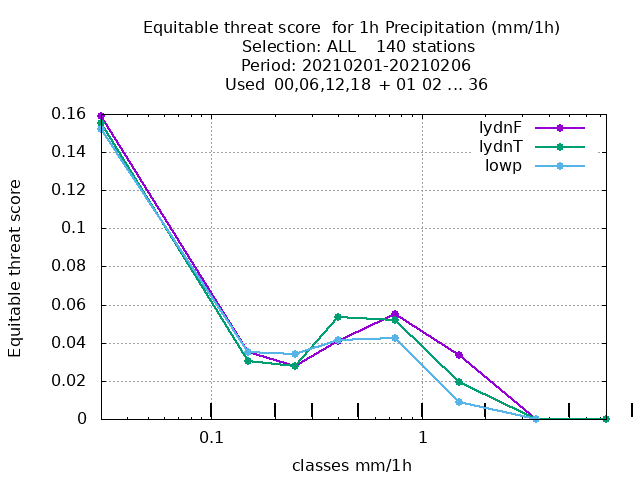 Equitable threat score  for 1h Precipitation (mm/1h)
Selection: ALL    140 stations
Period: 20210201-20210206
Used  00,06,12,18  + 01 02 ... 36
lydnF
lydnT
lowp
0.16
0.14
0.12
0.1
0.08
0.06
0.04
0.02
0
Equitable threat score
0.1
1
classes mm/1h